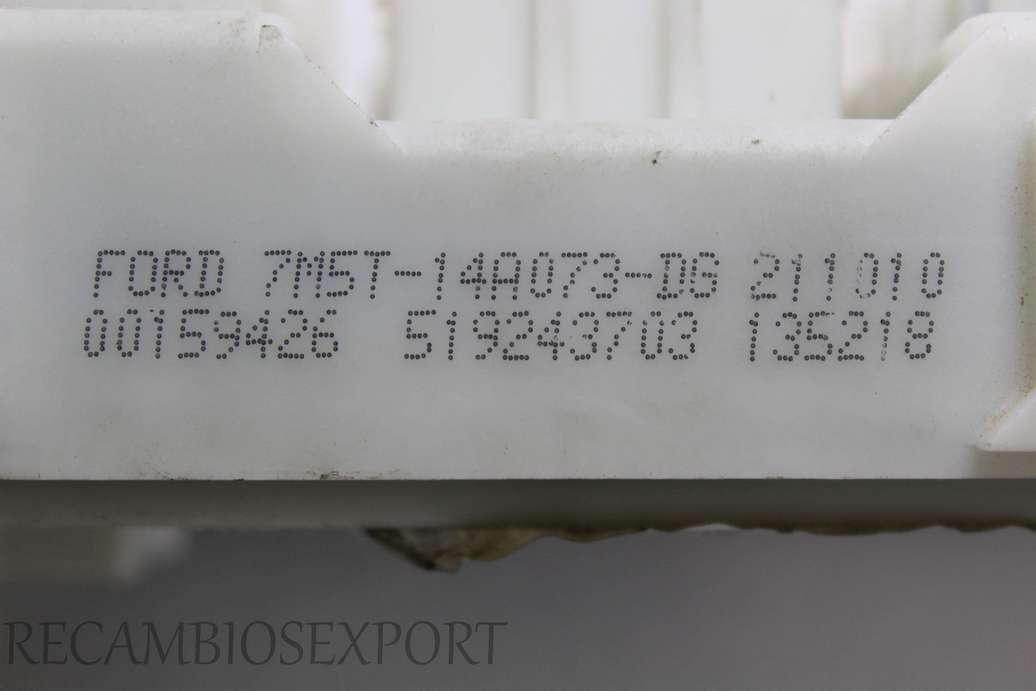 FORD 7M5T-14A073-DG 211010
00159426 519243703 135218
RECAMBIOSEXPORT